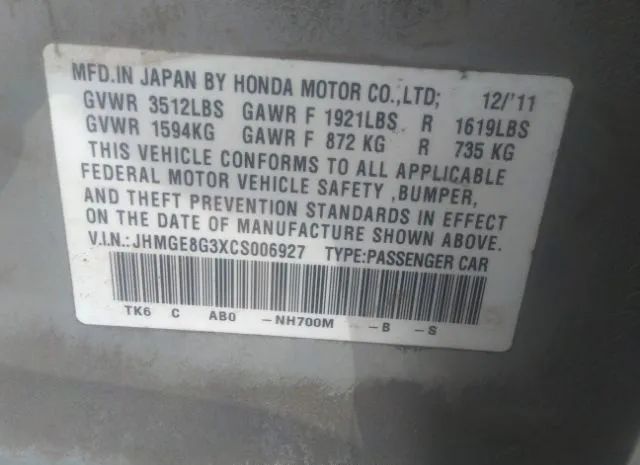 MFD.IN JAPAN BY HONDA MOTOR CO.,LTD; 12/'11
GVWR 3512LBS GAWR F 1921LBS R 1619LBS
GVWR 1594KG GAWR F 872 KG R 735 KG
THIS VEHICLE CONFORMS TO ALL APPLICABLE
FEDERAL MOTOR VEHICLE SAFETY ,BUMPER,
AND THEFT PREVENTION STANDARDS IN EFFECT
ON THE DATE OF MANUFACTURE SHOWN ABOVE.
V.I.N.:JHMGE8G3XCS006927 TYPE:PASSENGER CAR
TK6 C AB0 -NH700M -B -S